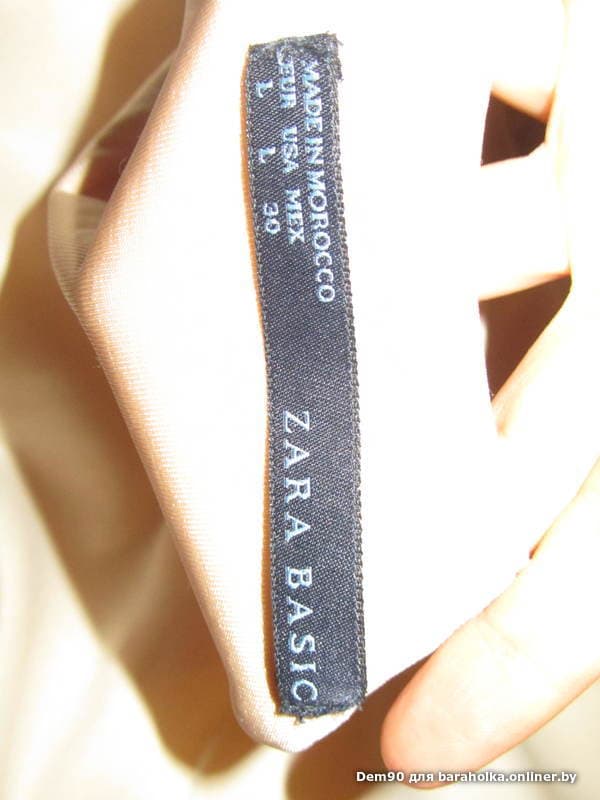 MADE IN MOROCCO
EUR USA MEX
L L 30
ZARA BASIC
Dem90 для baraholka.onliner.by